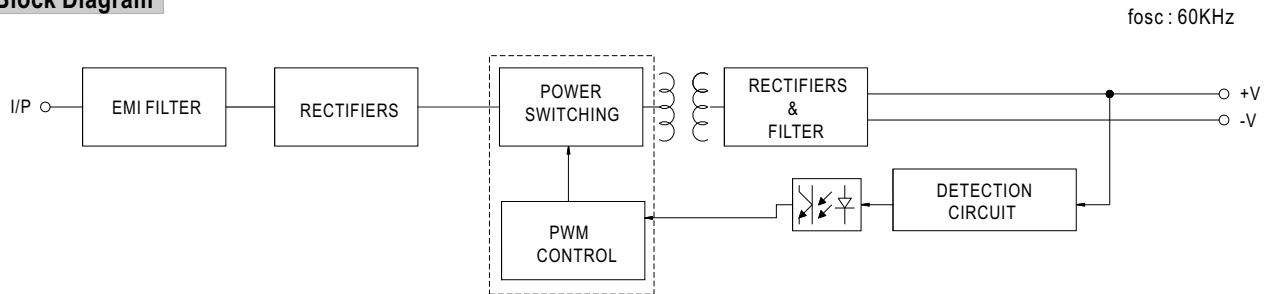 Block Diagram
fosc : 60KHz
I/P
EMI FILTER
RECTIFIERS
POWER
SWITCHING
RECTIFIERS
&
FILTER
+V
-V
DETECTION
CIRCUIT
PWM
CONTROL